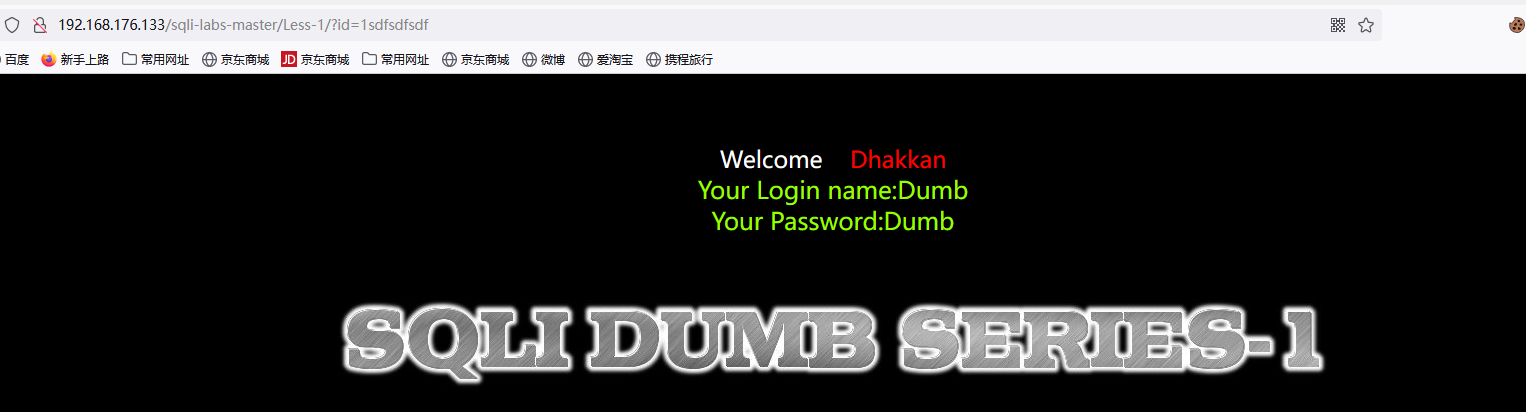 192.168.176.133/sqli-labs-master/Less-1/?id=1sdfsdfsdf
百度 新手上路 常用网址 京东商城 JD 京东商城 常用网址 京东商城 微博 爱淘宝 携程旅行
Welcome Dhakkan
Your Login name:Dumb
Your Password:Dumb
SQLI DUMB SERIES-1